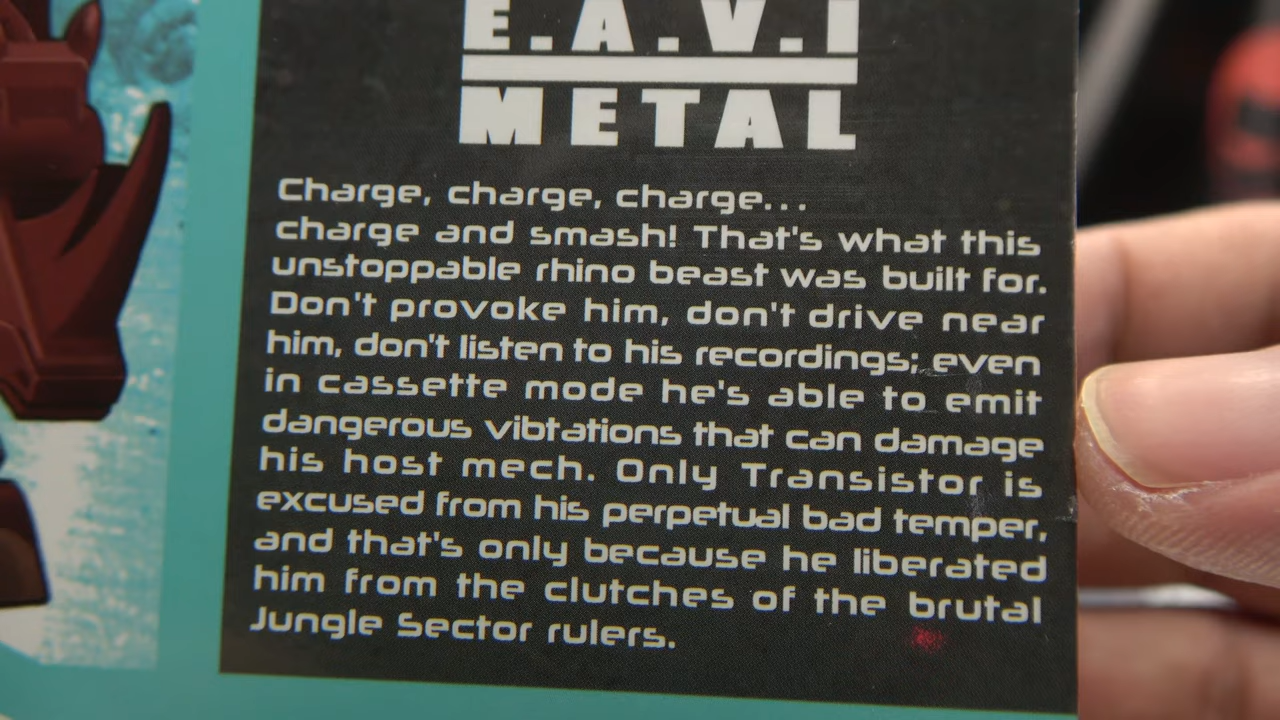 E.A.V.I
METAL
Charge, charge, charge...
charge and smash! That's what this
unstoppable rhino beast was built for.
Don't provoke him, don't drive near
him, don't listen to his recordings; even
in cassette mode he's able to emit
dangerous vibtations that can damage
his host mech. Only Transistor is
excused from his perpetual bad temper,
and that's only because he liberated
him from the clutches of the brutal
Jungle Sector rulers.